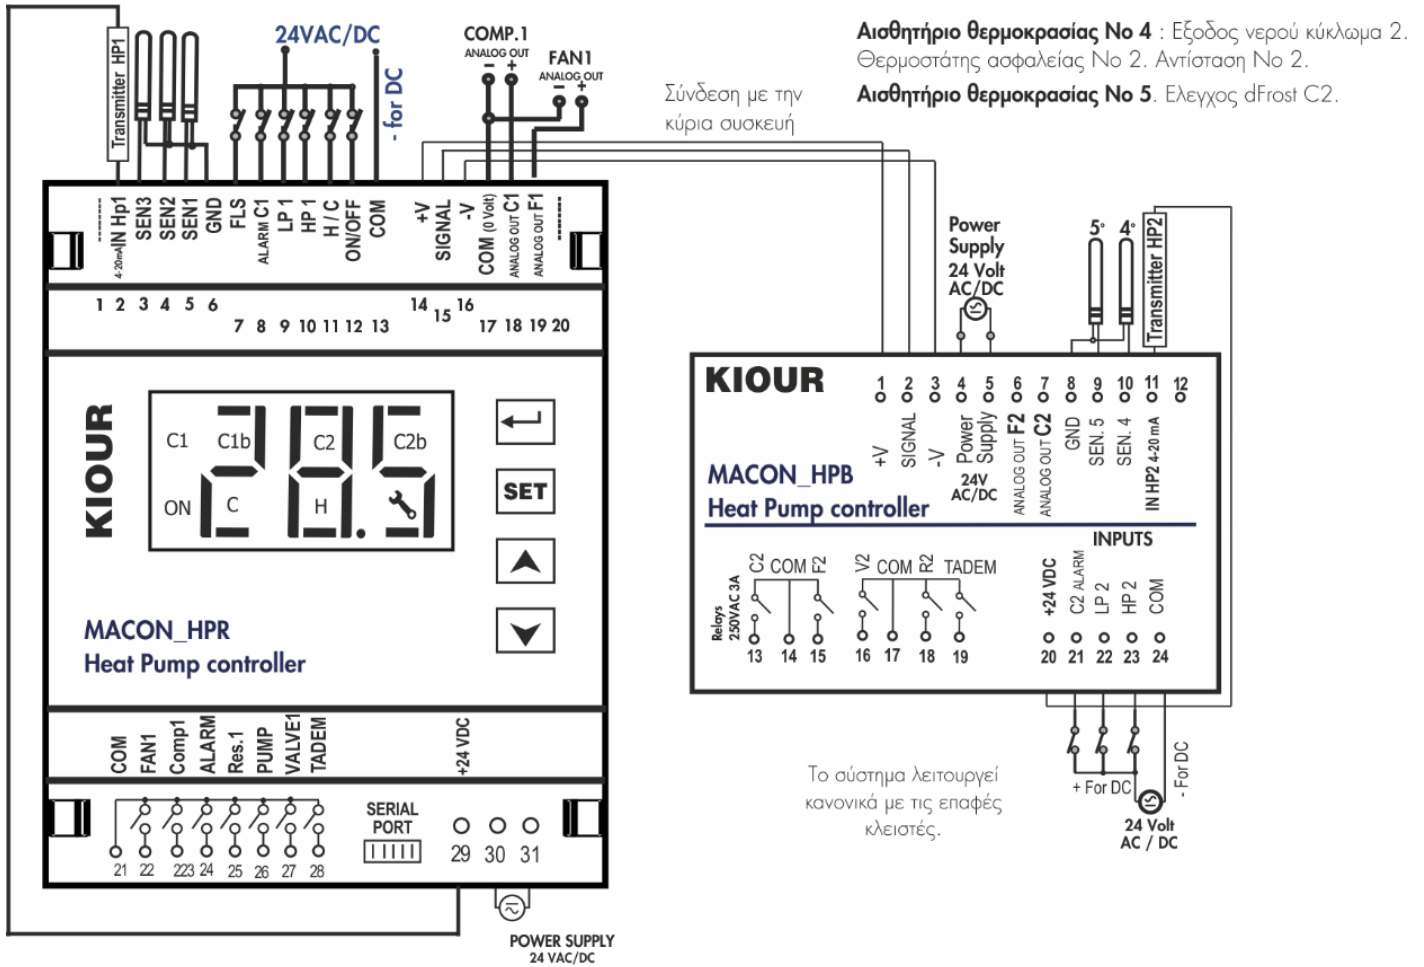 Transmitter HP1
24VAC/DC
- for DC
COMP.1
ANALOG OUT
- +
FAN1
ANALOG OUT
- +
Σύνδεση με την
κύρια συσκευή
Αισθητήριο θερμοκρασίας Νο 4 : Εξοδος νερού κύκλωμα 2.
Θερμοστάτης ασφαλείας Νο 2. Αντίσταση Νο 2.
Αισθητήριο θερμοκρασίας Νο 5. Ελεγχος dFrost C2.
--------
4-20mA IN Hp1
SEN3
SEN2
SEN1
GND
FLS
ALARM C1
LP 1
HP 1
H / C
ON/OFF
COM
+V
SIGNAL
-V
COM (0 Volt)
ANALOG OUT C1
ANALOG OUT F1
--------
1 2 3 4 5 6
7 8 9 10 11 12 13
14 15 16
17 18 19 20
KIOUR
C1 C1b C2 C2b
ON C H
28.5
SET
MACON_HPR
Heat Pump controller
COM
FAN1
Comp1
ALARM
Res.1
PUMP
VALVE1
TADEM
+24 VDC
SERIAL
PORT
21 22 223 24 25 26 27 28
29 30 31
POWER SUPPLY
24 VAC/DC
Power
Supply
24 Volt
AC/DC
5° 4°
Transmitter HP2
KIOUR
1 2 3 4 5 6 7 8 9 10 11 12
+V
SIGNAL
-V
Power
Supply
24V
AC/DC
ANALOG OUT F2
ANALOG OUT C2
GND
SEN. 5
SEN. 4
IN HP2 4-20 mA
MACON_HPB
Heat Pump controller
INPUTS
Relays
250VAC 3A
C2 COM F2
V2 COM R2 TADEM
+24 VDC
C2 ALARM
LP 2
HP 2
COM
13 14 15 16 17 18 19
20 21 22 23 24
+ For DC
- For DC
24 Volt
AC / DC
Το σύστημα λειτουργεί
κανονικά με τις επαφές
κλειστές.